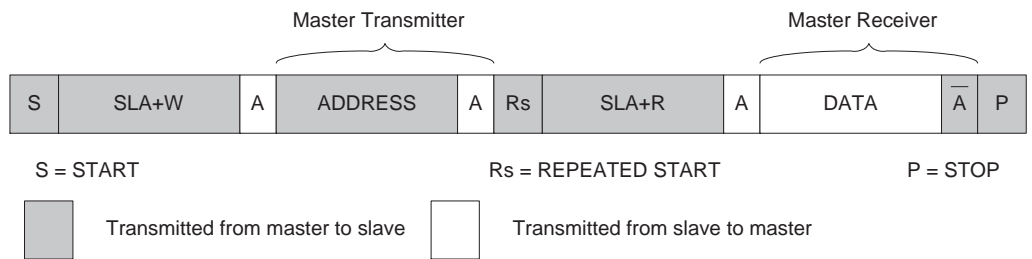 Master Transmitter Master Receiver
S SLA+W A ADDRESS A Rs SLA+R A DATA A̅ P
S = START Rs = REPEATED START P = STOP
Transmitted from master to slave Transmitted from slave to master